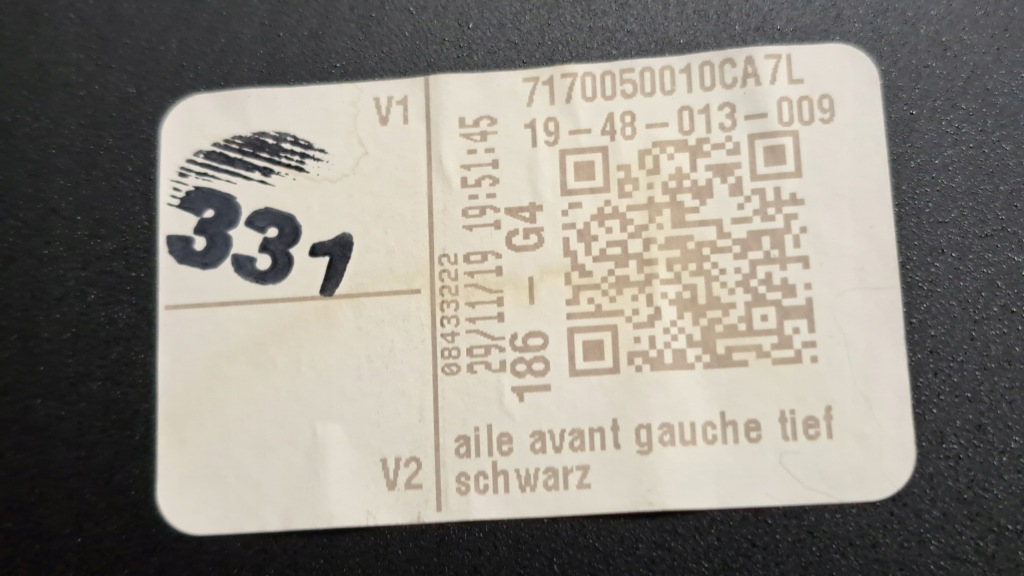 V1
331
V2
7170050010CA7L
19-48-013-009
08433222
29/11/19 19:51:45
186 - G4
aile avant gauche tief
schwarz